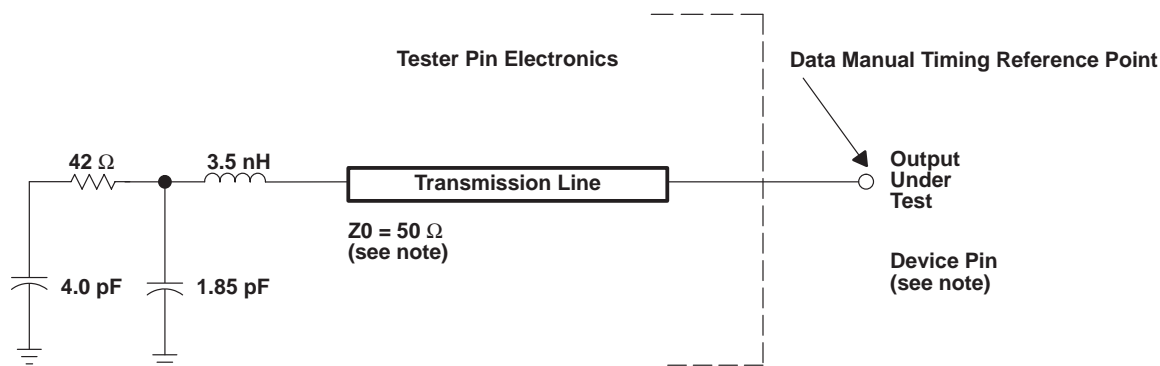 Tester Pin Electronics
Data Manual Timing Reference Point
42 Ω
3.5 nH
Transmission Line
Output
Under
Test
Z0 = 50 Ω
(see note)
Device Pin
(see note)
4.0 pF
1.85 pF